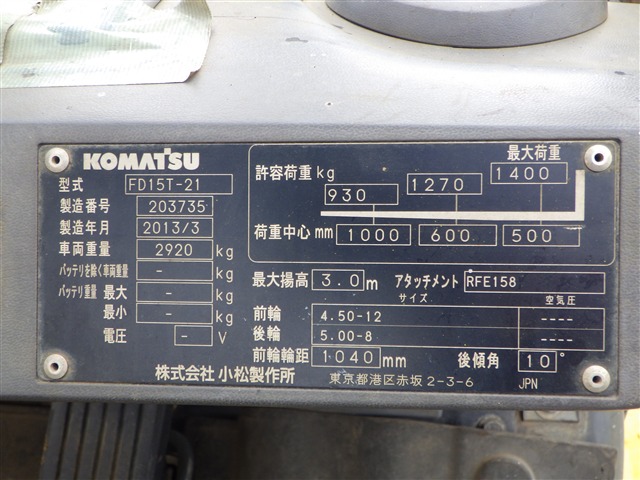 KOMATSU
型式 FD15T-21
製造番号 203735
製造年月 2013/3
車両重量 2920 kg
バッテリを除く車両重量 - kg
バッテリ重量 最大 - kg
最小 - kg
電圧 - V
最大荷重
許容荷重 kg 930 1270 1400
荷重中心 mm 1000 600 500
最大揚高 3.0 m アタッチメント RFE158
サイズ 空気圧
前輪 4.50-12 ----
後輪 5.00-8 ----
前輪輪距 1040 mm 後傾角 10°
株式会社 小松製作所 東京都港区赤坂 2-3-6 JPN